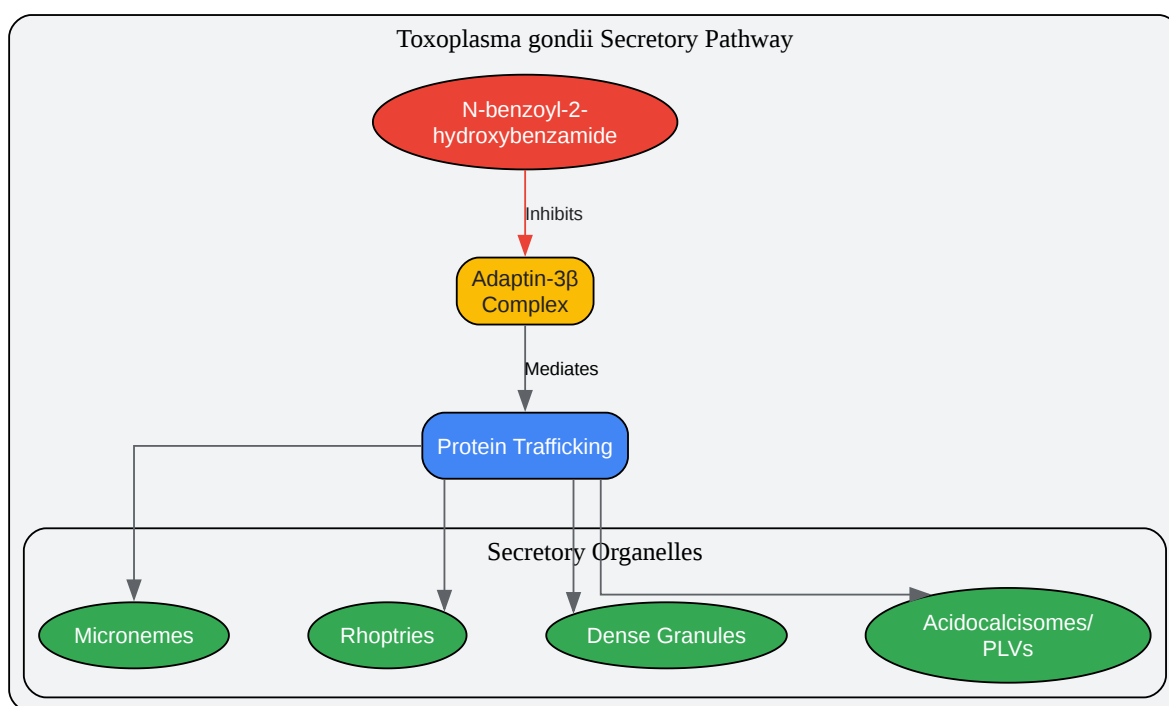 Toxoplasma gondii Secretory Pathway
N-benzoyl-2-
hydroxybenzamide
Inhibits
Adaptin-3β
Complex
Mediates
Protein Trafficking
Secretory Organelles
Micronemes
Rhoptries
Dense Granules
Acidocalcisomes/
PLVs